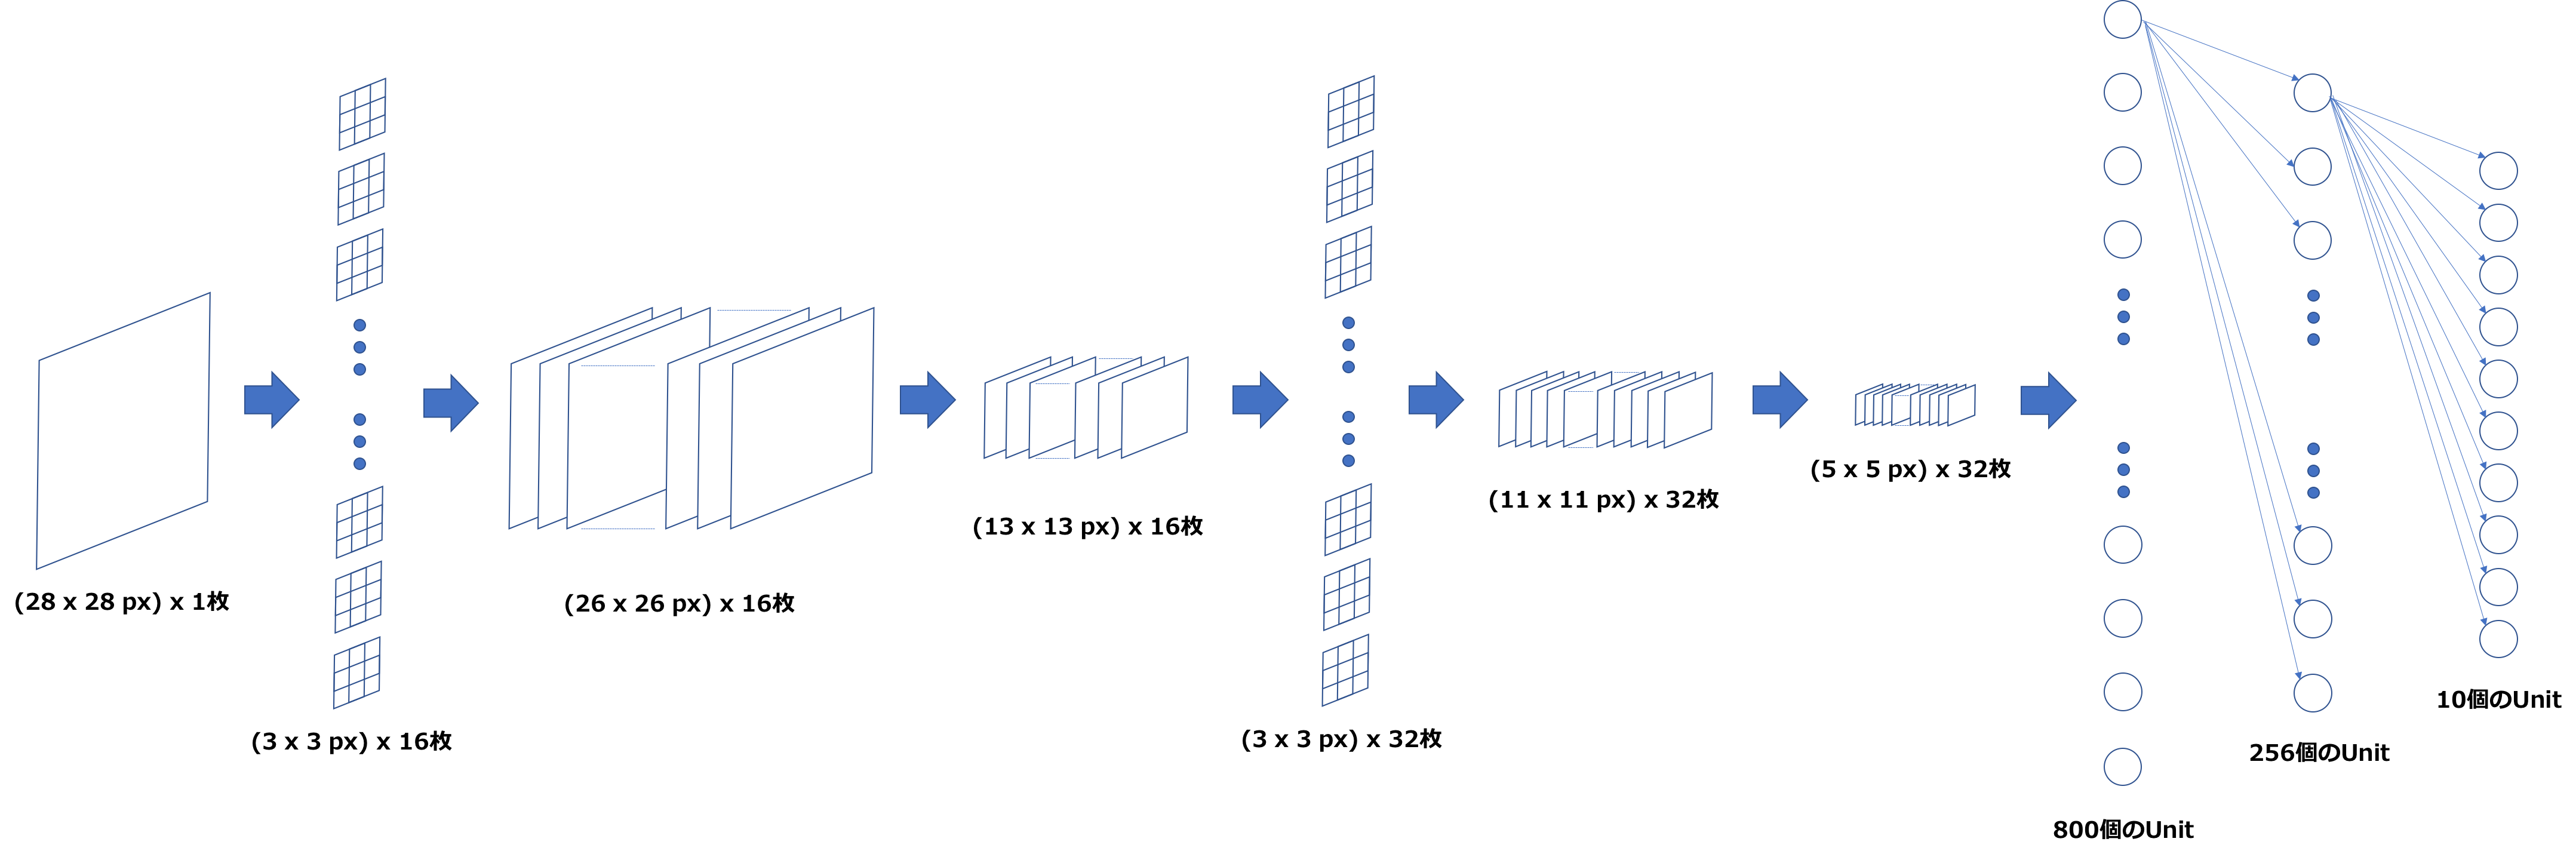 (28 x 28 px) x 1枚
(3 x 3 px) x 16枚
(26 x 26 px) x 16枚
(13 x 13 px) x 16枚
(3 x 3 px) x 32枚
(11 x 11 px) x 32枚
(5 x 5 px) x 32枚
800個のUnit
256個のUnit
10個のUnit